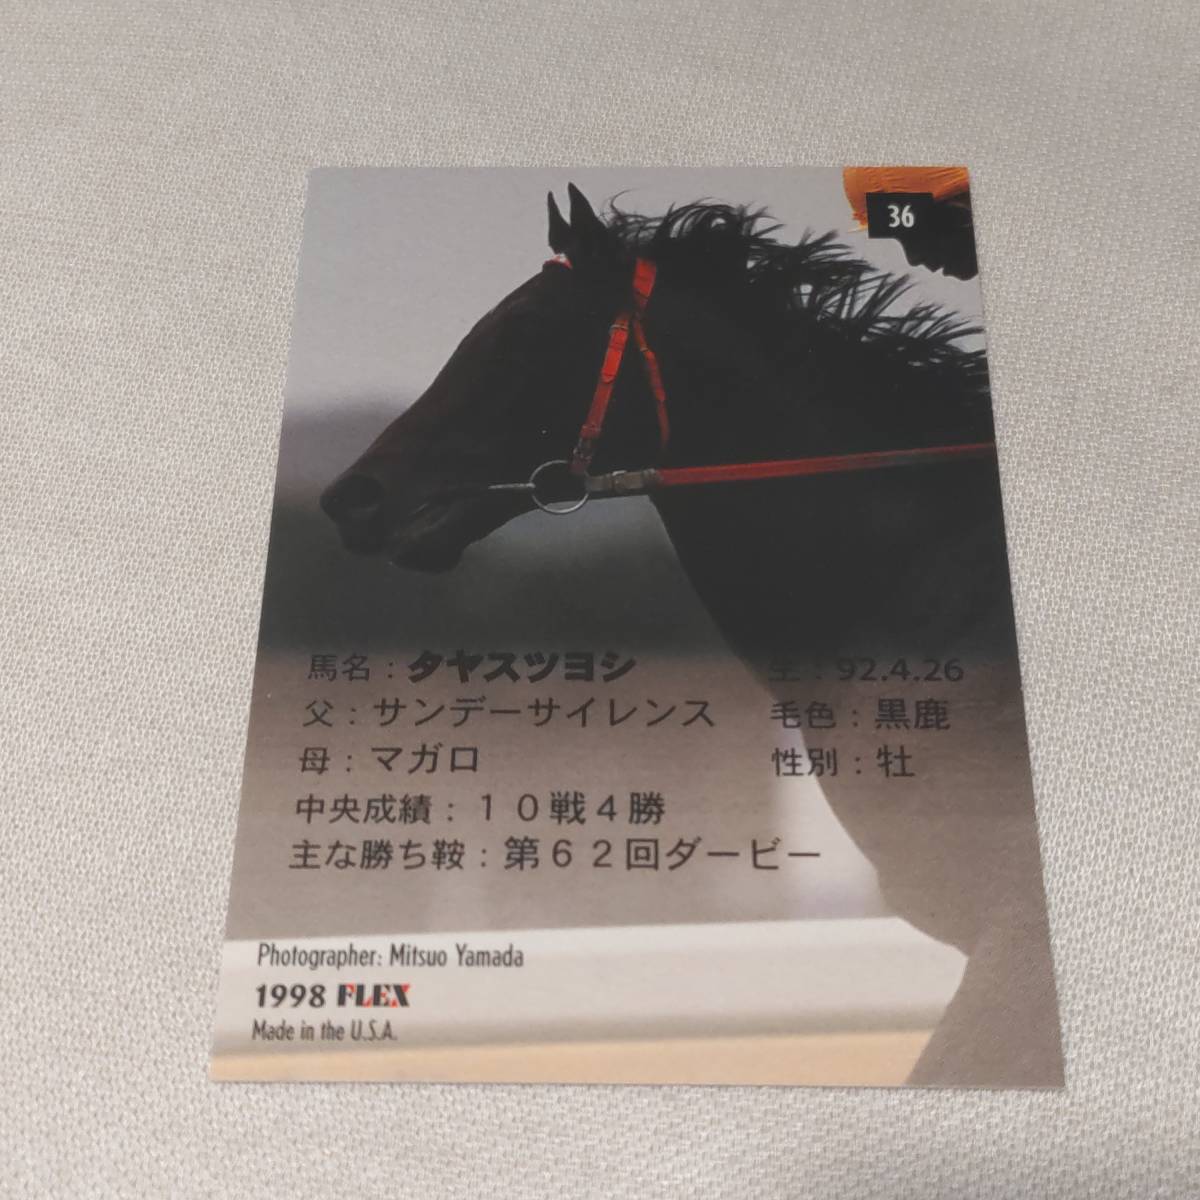 36
馬名：タヤスツヨシ 生：92.4.26
父：サンデーサイレンス 毛色：黒鹿
母：マガロ 性別：牡
中央成績：１０戦４勝
主な勝ち鞍：第６２回ダービー
Photographer: Mitsuo Yamada
1998 FLEX
Made in the U.S.A.